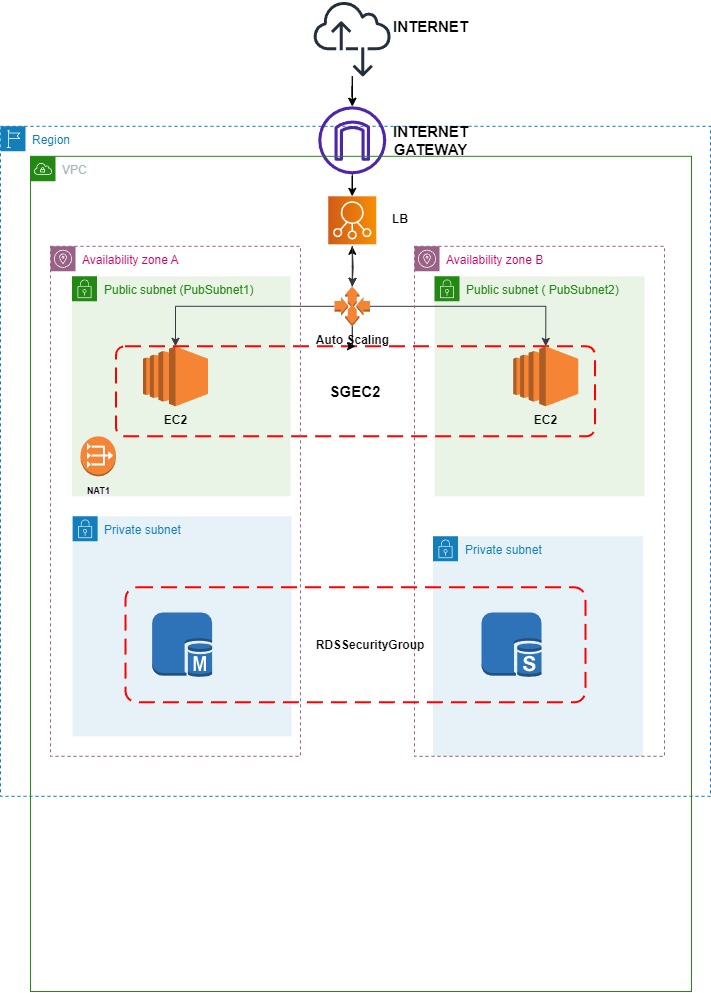 INTERNET
INTERNET
GATEWAY
Region
VPC
LB
Availability zone A
Availability zone B
Public subnet (PubSubnet1)
Public subnet ( PubSubnet2)
Auto Scaling
SGEC2
EC2
EC2
NAT1
Private subnet
Private subnet
RDSSecurityGroup
M
S